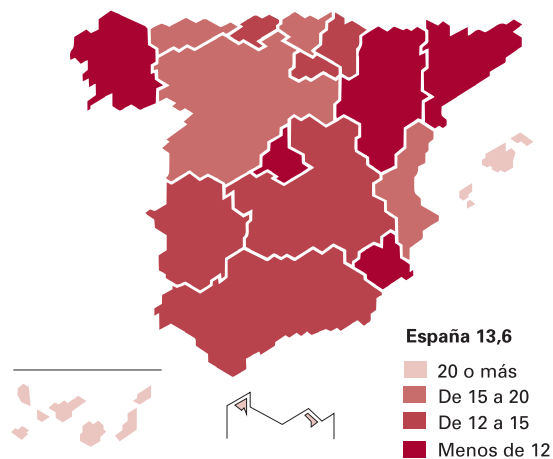 España 13,6
20 o más
De 15 a 20
De 12 a 15
Menos de 12